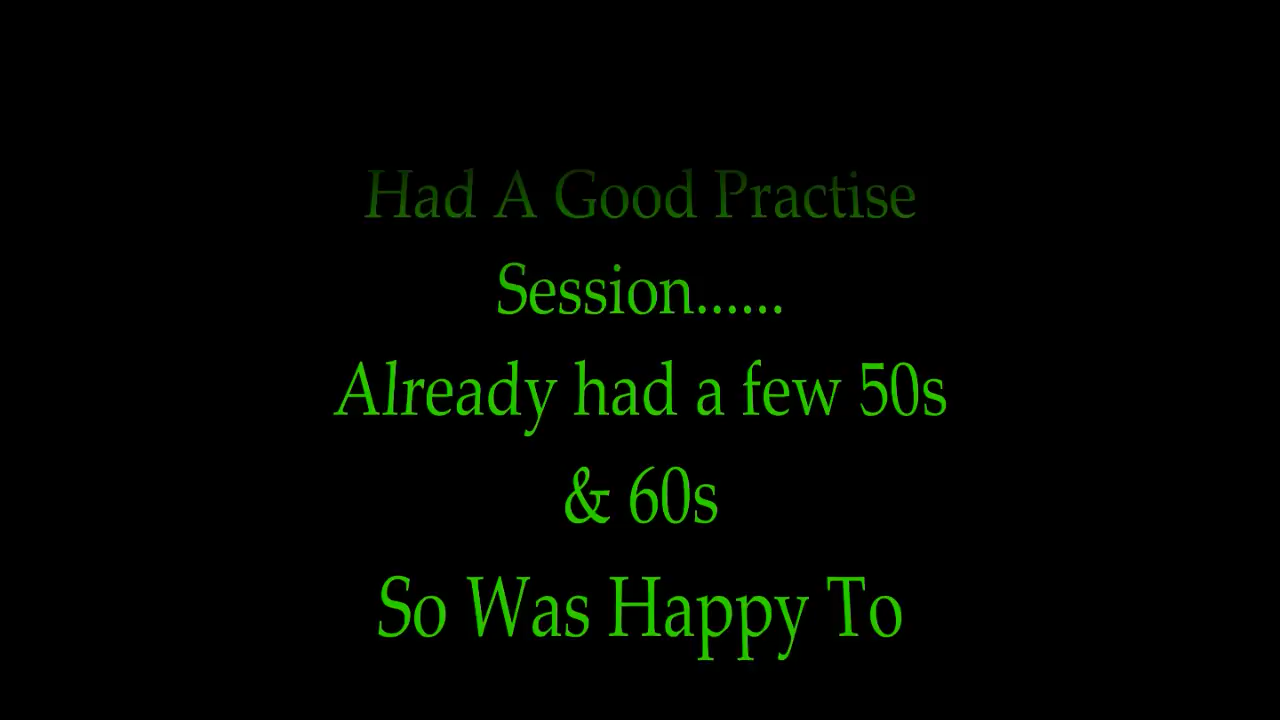 Had A Good Practise
Session......
Already had a few 50s
& 60s
So Was Happy To